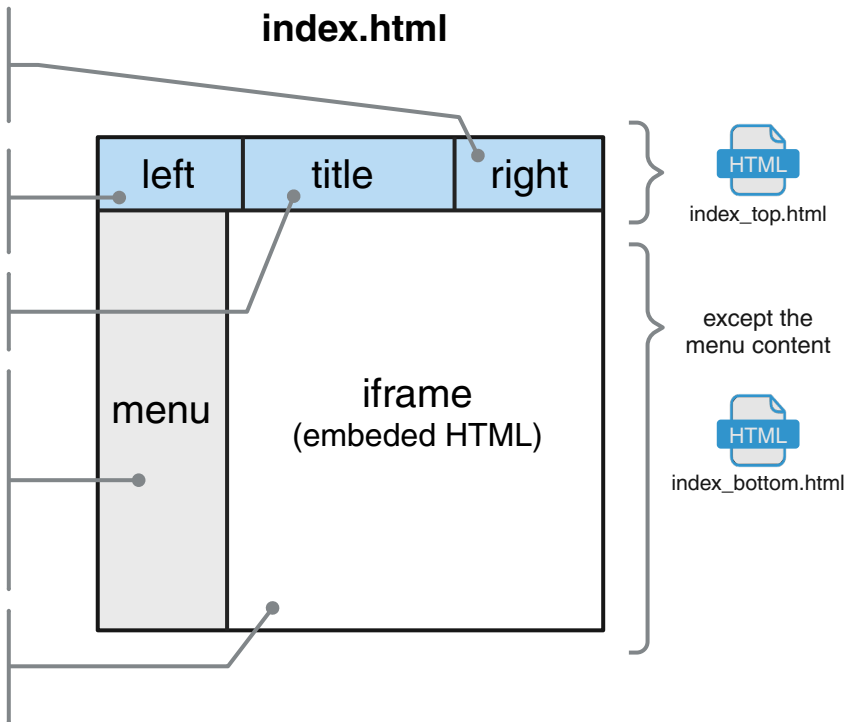 index.html
left
title
right
HTML
index_top.html
except the
menu content
menu
iframe
(embeded HTML)
HTML
index_bottom.html